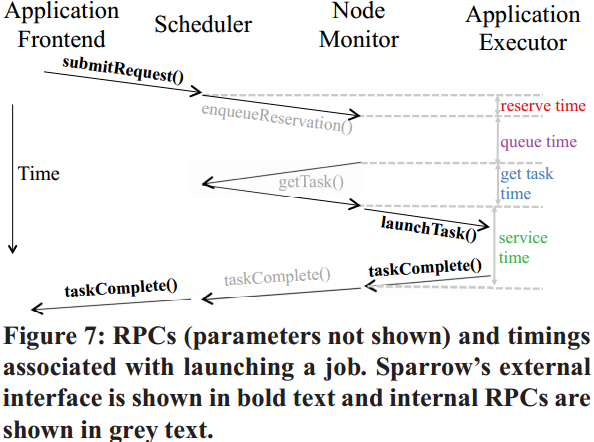 Application
Frontend
Scheduler
Node
Monitor
Application
Executor
submitRequest()
enqueueReservation()
reserve time
queue time
Time
getTask()
get task
time
launchTask()
service
time
taskComplete()
taskComplete()
taskComplete()
Figure 7: RPCs (parameters not shown) and timings
associated with launching a job. Sparrow's external
interface is shown in bold text and internal RPCs are
shown in grey text.